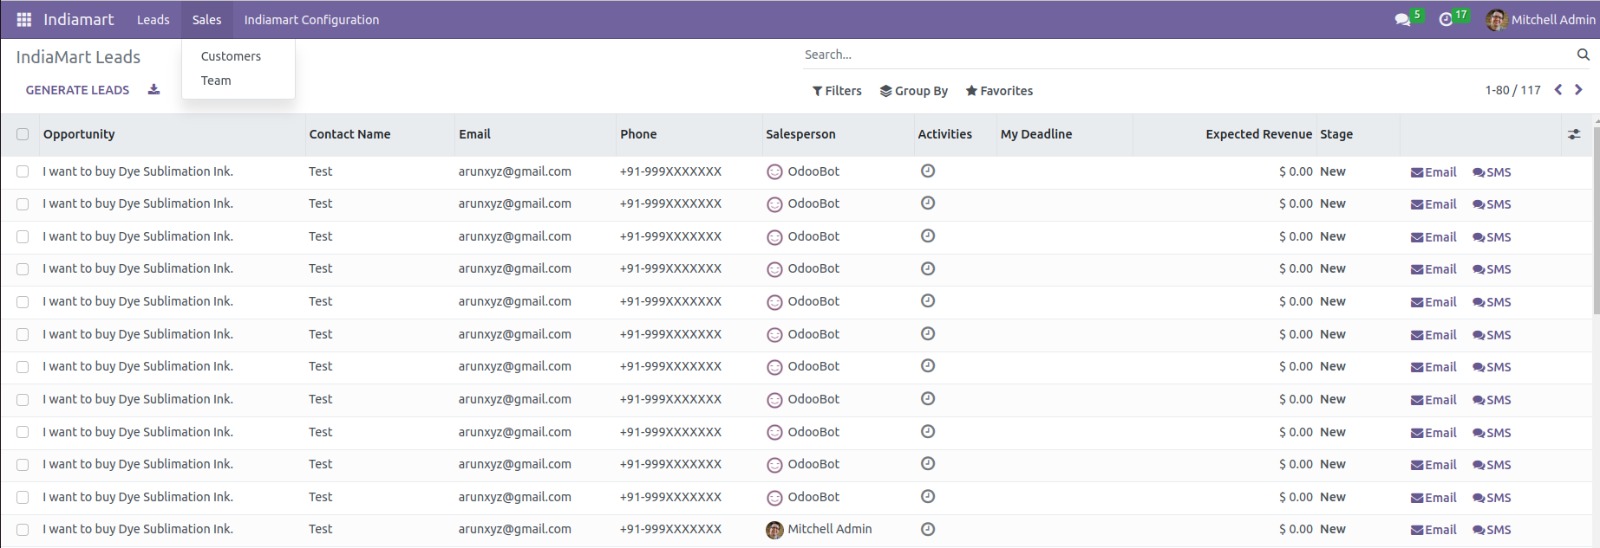 Indiamart Leads Sales Indiamart Configuration 5 17 Mitchell Admin
IndiaMart Leads Customers Search...
Team
GENERATE LEADS Filters Group By Favorites 1-80 / 117
Opportunity Contact Name Email Phone Salesperson Activities My Deadline Expected Revenue Stage
I want to buy Dye Sublimation Ink. Test arunxyz@gmail.com +91-999XXXXXXX OdooBot $ 0.00 New Email SMS
I want to buy Dye Sublimation Ink. Test arunxyz@gmail.com +91-999XXXXXXX OdooBot $ 0.00 New Email SMS
I want to buy Dye Sublimation Ink. Test arunxyz@gmail.com +91-999XXXXXXX OdooBot $ 0.00 New Email SMS
I want to buy Dye Sublimation Ink. Test arunxyz@gmail.com +91-999XXXXXXX OdooBot $ 0.00 New Email SMS
I want to buy Dye Sublimation Ink. Test arunxyz@gmail.com +91-999XXXXXXX OdooBot $ 0.00 New Email SMS
I want to buy Dye Sublimation Ink. Test arunxyz@gmail.com +91-999XXXXXXX OdooBot $ 0.00 New Email SMS
I want to buy Dye Sublimation Ink. Test arunxyz@gmail.com +91-999XXXXXXX OdooBot $ 0.00 New Email SMS
I want to buy Dye Sublimation Ink. Test arunxyz@gmail.com +91-999XXXXXXX OdooBot $ 0.00 New Email SMS
I want to buy Dye Sublimation Ink. Test arunxyz@gmail.com +91-999XXXXXXX OdooBot $ 0.00 New Email SMS
I want to buy Dye Sublimation Ink. Test arunxyz@gmail.com +91-999XXXXXXX OdooBot $ 0.00 New Email SMS
I want to buy Dye Sublimation Ink. Test arunxyz@gmail.com +91-999XXXXXXX OdooBot $ 0.00 New Email SMS
I want to buy Dye Sublimation Ink. Test arunxyz@gmail.com +91-999XXXXXXX Mitchell Admin $ 0.00 New Email SMS